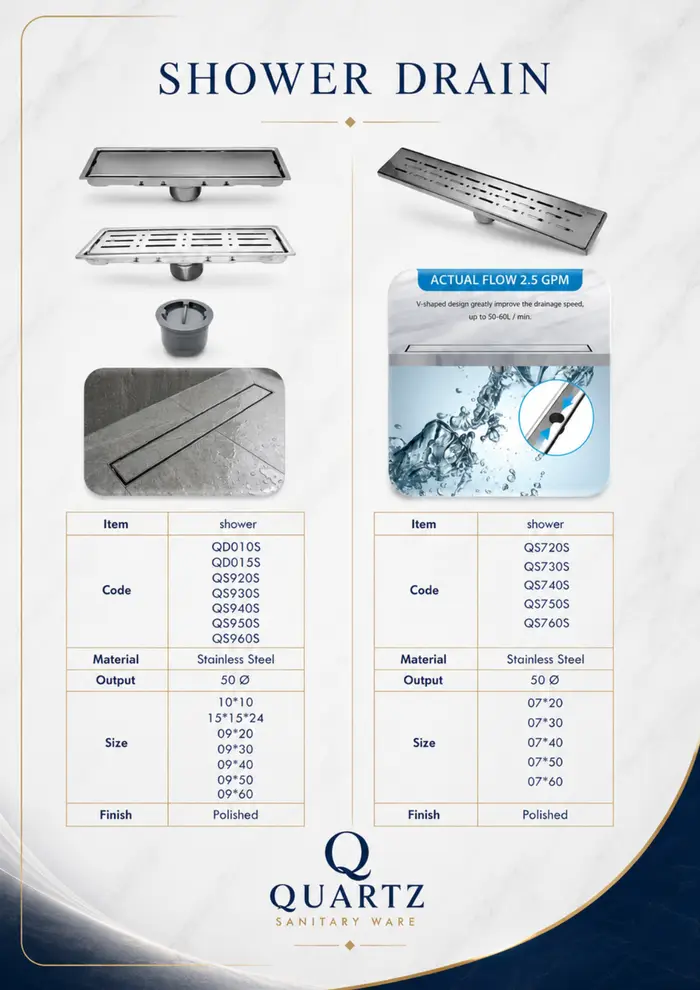 SHOWER DRAIN
ACTUAL FLOW 2.5 GPM
V-shaped design greatly improve the drainage speed,
up to 50-60L / min.
Item shower
Code
QD010S
QD015S
QS920S
QS930S
QS940S
QS950S
QS960S
Material Stainless Steel
Output 50 Ø
Size
10*10
15*15*24
09*20
09*30
09*40
09*50
09*60
Finish Polished
Item shower
Code
QS720S
QS730S
QS740S
QS750S
QS760S
Material Stainless Steel
Output 50 Ø
Size
07*20
07*30
07*40
07*50
07*60
Finish Polished
Q
QUARTZ
SANITARY WARE